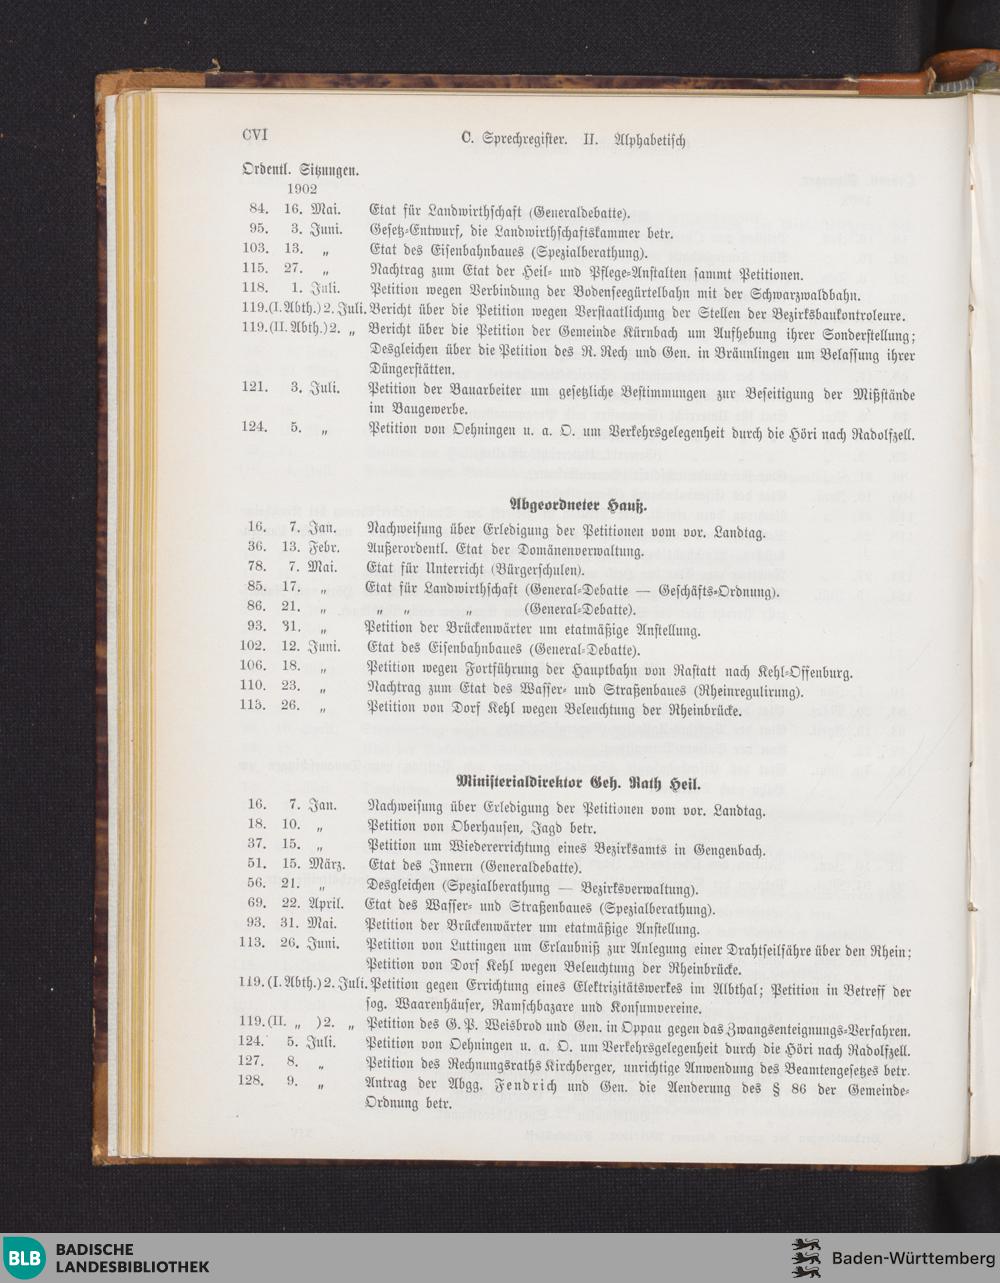 CVI C. Sprechregister. II. Alphabetisch
Ordentl. Sitzungen.
1902
84. 16. Mai. Etat für Landwirthschaft (Generaldebatte).
95. 3. Juni. Gesetz-Entwurf, die Landwirthschaftskammer betr.
103. 13. „ Etat des Eisenbahnbaues (Spezialberathung).
115. 27. „ Nachtrag zum Etat der Heil- und Pflege-Anstalten sammt Petitionen.
118. 1. Juli. Petition wegen Verbindung der Bodenseegürtelbahn mit der Schwarzwaldbahn.
119.(I. Abth.) 2. Juli. Bericht über die Petition wegen Verstaatlichung der Stellen der Bezirksbaukontroleure.
119.(II. Abth.) 2. „ Bericht über die Petition der Gemeinde Kürnbach um Aufhebung ihrer Sonderstellung;
Desgleichen über die Petition des R. Rech und Gen. in Bräunlingen um Belassung ihrer
Düngerstätten.
121. 3. Juli. Petition der Bauarbeiter um gesetzliche Bestimmungen zur Beseitigung der Mißstände
im Baugewerbe.
124. 5. „ Petition von Oehningen u. a. O. um Verkehrsgelegenheit durch die Höri nach Radolfzell.
Abgeordneter Hauß.
16. 7. Jan. Nachweisung über Erledigung der Petitionen vom vor. Landtag.
36. 13. Febr. Außerordentl. Etat der Domänenverwaltung.
78. 7. Mai. Etat für Unterricht (Bürgerschulen).
85. 17. „ Etat für Landwirthschaft (General-Debatte — Geschäfts-Ordnung).
86. 21. „ „ „ „ (General-Debatte).
93. 31. „ Petition der Brückenwärter um etatmäßige Anstellung.
102. 12. Juni. Etat des Eisenbahnbaues (General-Debatte).
106. 18. „ Petition wegen Fortführung der Hauptbahn von Rastatt nach Kehl-Offenburg.
110. 23. „ Nachtrag zum Etat des Wasser- und Straßenbaues (Rheinregulirung).
113. 26. „ Petition von Dorf Kehl wegen Beleuchtung der Rheinbrücke.
Ministerialdirektor Geh. Rath Heil.
16. 7. Jan. Nachweisung über Erledigung der Petitionen vom vor. Landtag.
18. 10. „ Petition von Oberhausen, Jagd betr.
37. 15. „ Petition um Wiedererrichtung eines Bezirksamts in Gengenbach.
51. 15. März. Etat des Innern (Generaldebatte).
56. 21. „ Desgleichen (Spezialberathung — Bezirksverwaltung).
69. 22. April. Etat des Wasser- und Straßenbaues (Spezialberathung).
93. 31. Mai. Petition der Brückenwärter um etatmäßige Anstellung.
113. 26. Juni. Petition von Luttingen um Erlaubniß zur Anlegung einer Drahtseilfähre über den Rhein;
Petition von Dorf Kehl wegen Beleuchtung der Rheinbrücke.
119.(I. Abth.) 2. Juli. Petition gegen Errichtung eines Elektrizitätswerkes im Albthal; Petition in Betreff der
sog. Waarenhäuser, Ramschbazare und Konsumvereine.
119.(II. „ ) 2. „ Petition des G. P. Weisbrod und Gen. in Oppau gegen das Zwangsenteignungs-Verfahren.
124. 5. Juli. Petition von Oehningen u. a. O. um Verkehrsgelegenheit durch die Höri nach Radolfzell.
127. 8. „ Petition des Rechnungsraths Kirchberger, unrichtige Anwendung des Beamtengesetzes betr.
128. 9. „ Antrag der Abgg. Fendrich und Gen. die Aenderung des § 86 der Gemeinde-
Ordnung betr.
BLB BADISCHE
LANDESBIBLIOTHEK
Baden-Württemberg